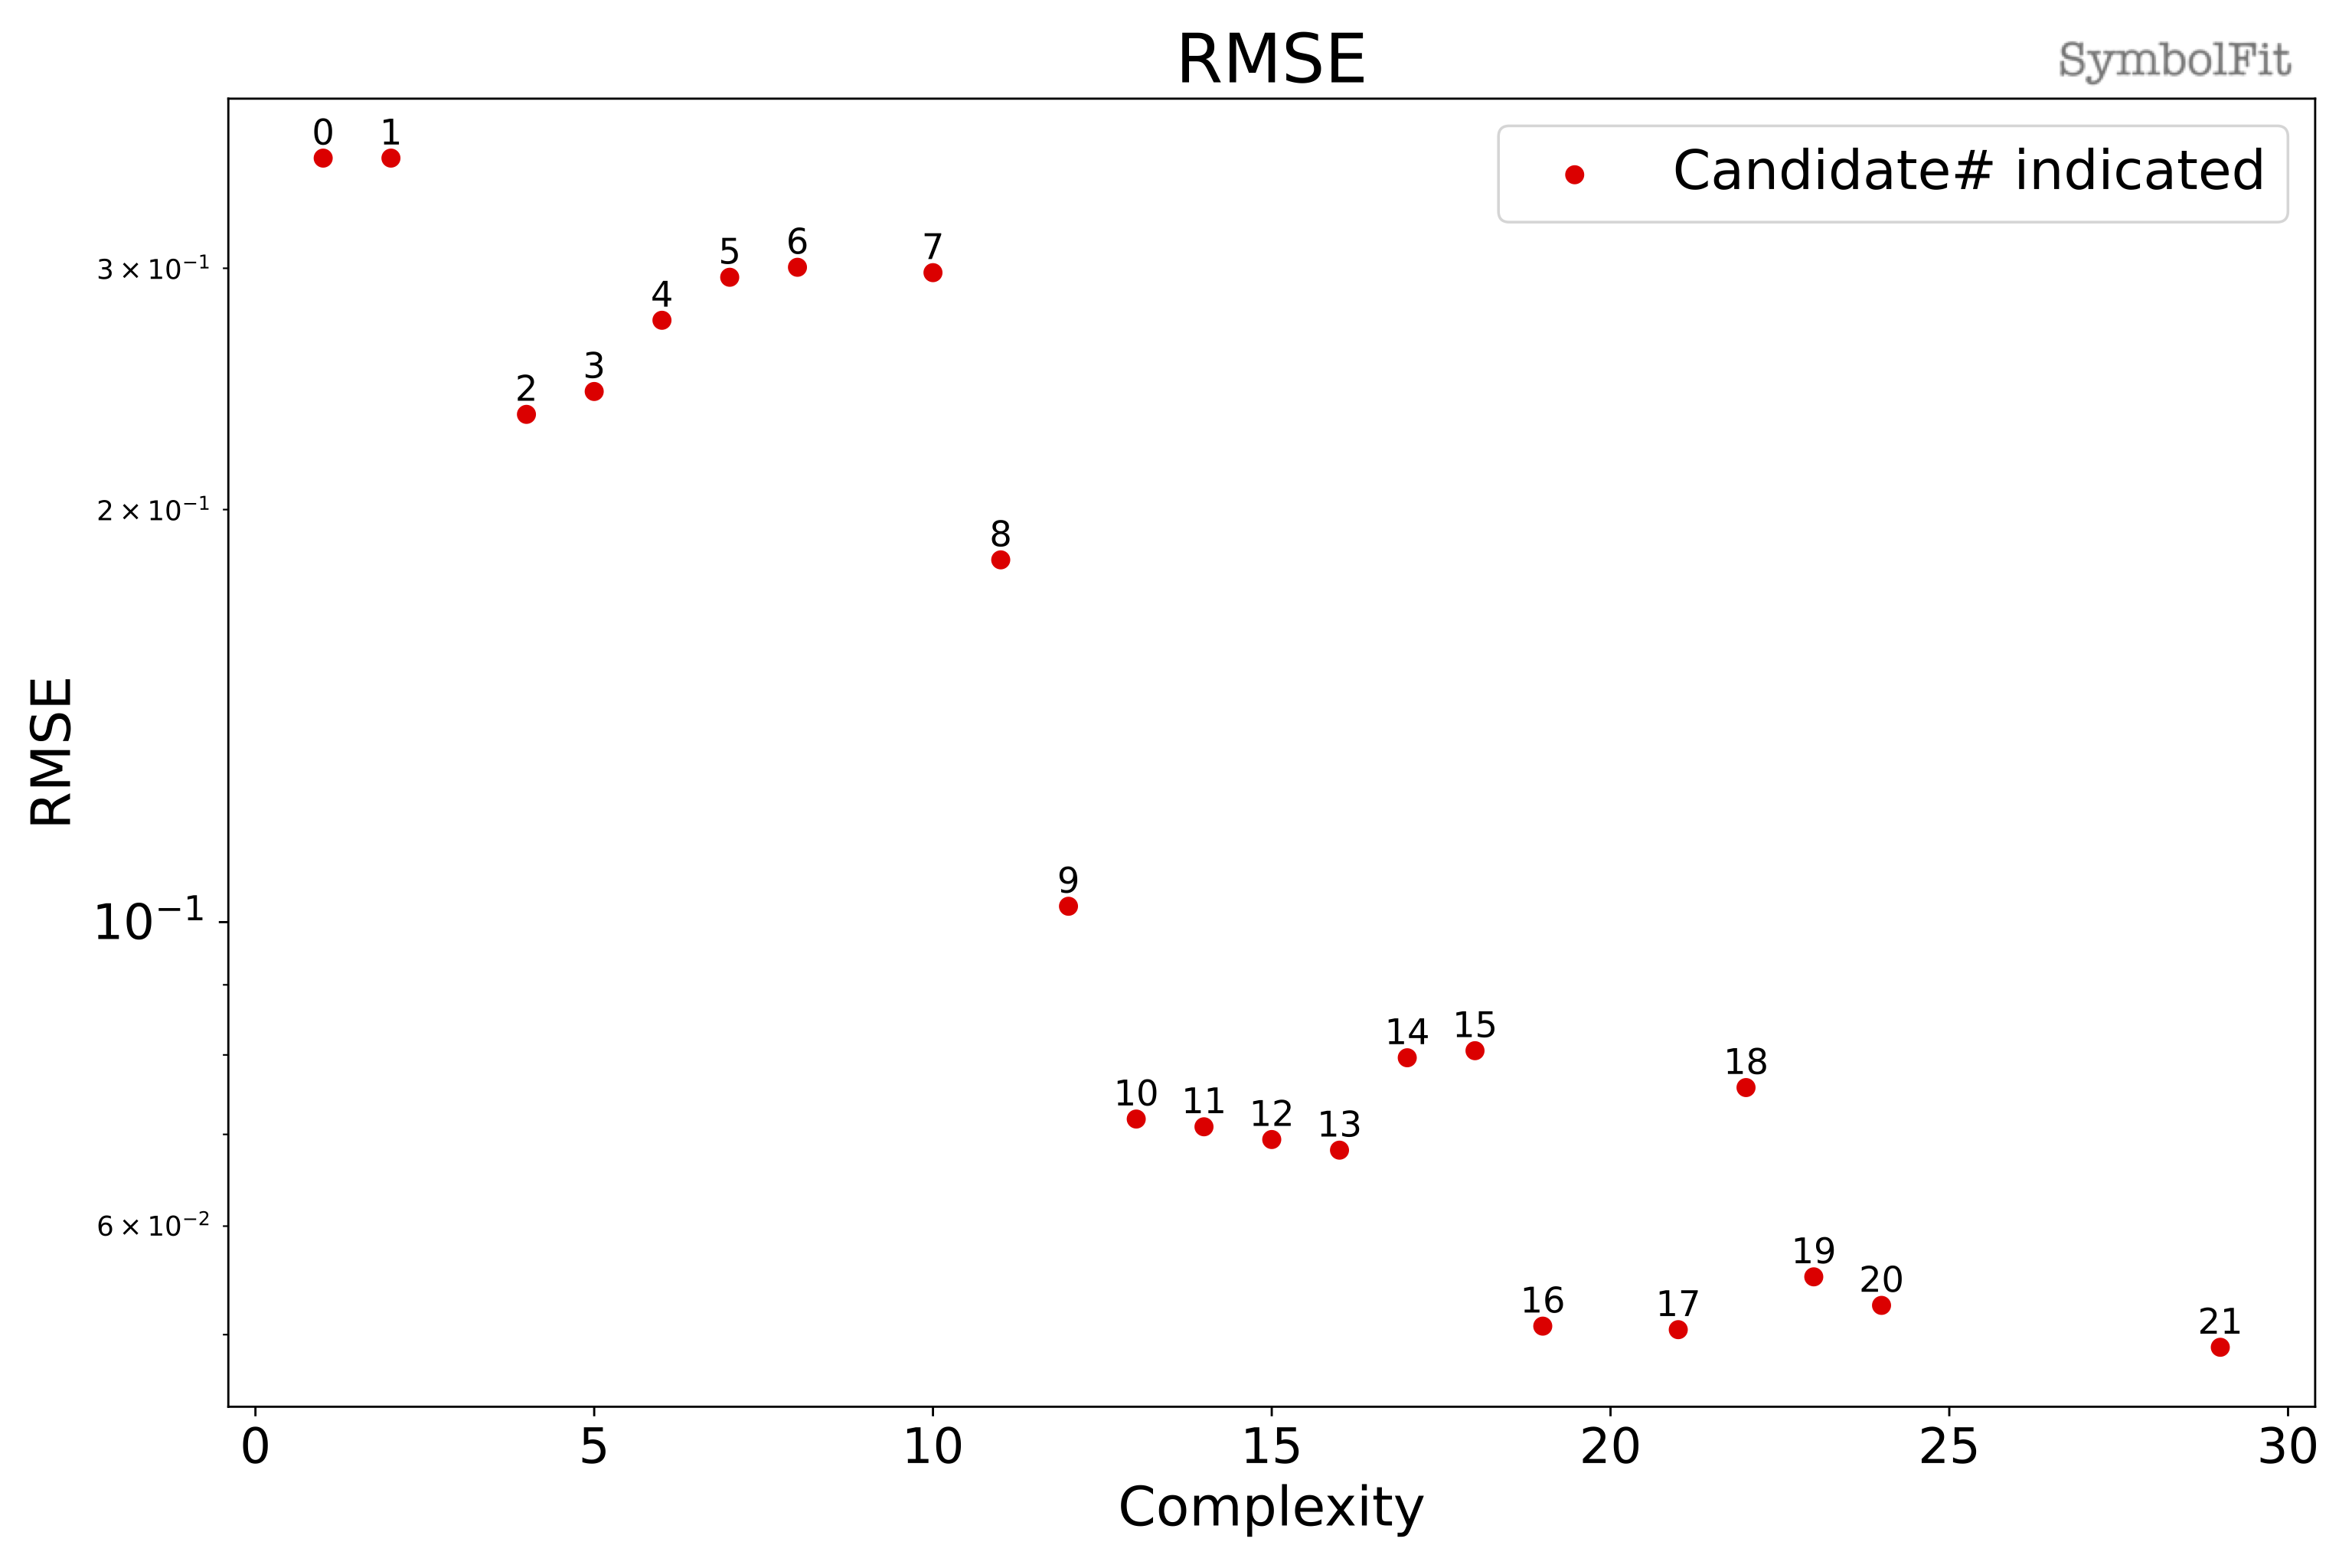 RMSE
SymbolFit
Candidate# indicated
0 1
5 6 7
3 × 10⁻¹
4
3
2
2 × 10⁻¹
8
RMSE
9
10⁻¹
14 15
18
10 11 12 13
6 × 10⁻²
19
20
16 17
21
0 5 10 15 20 25 30
Complexity